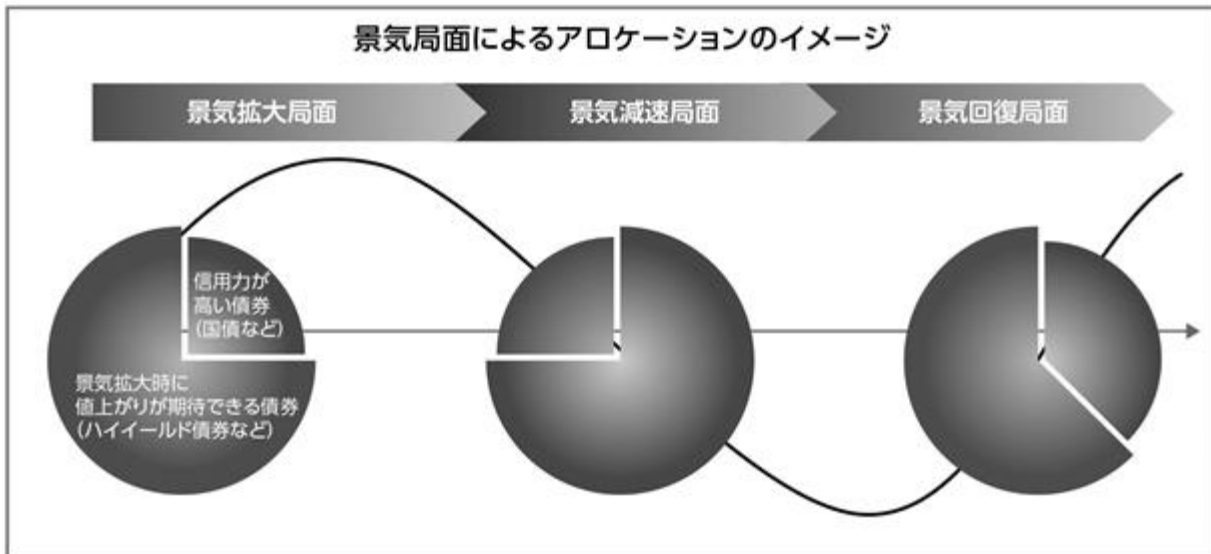 景気局面によるアロケーションのイメージ
景気拡大局面
景気減速局面
景気回復局面
信用力が
高い債券
(国債など)
景気拡大時に
値上がりが期待できる債券
(ハイイールド債券など)